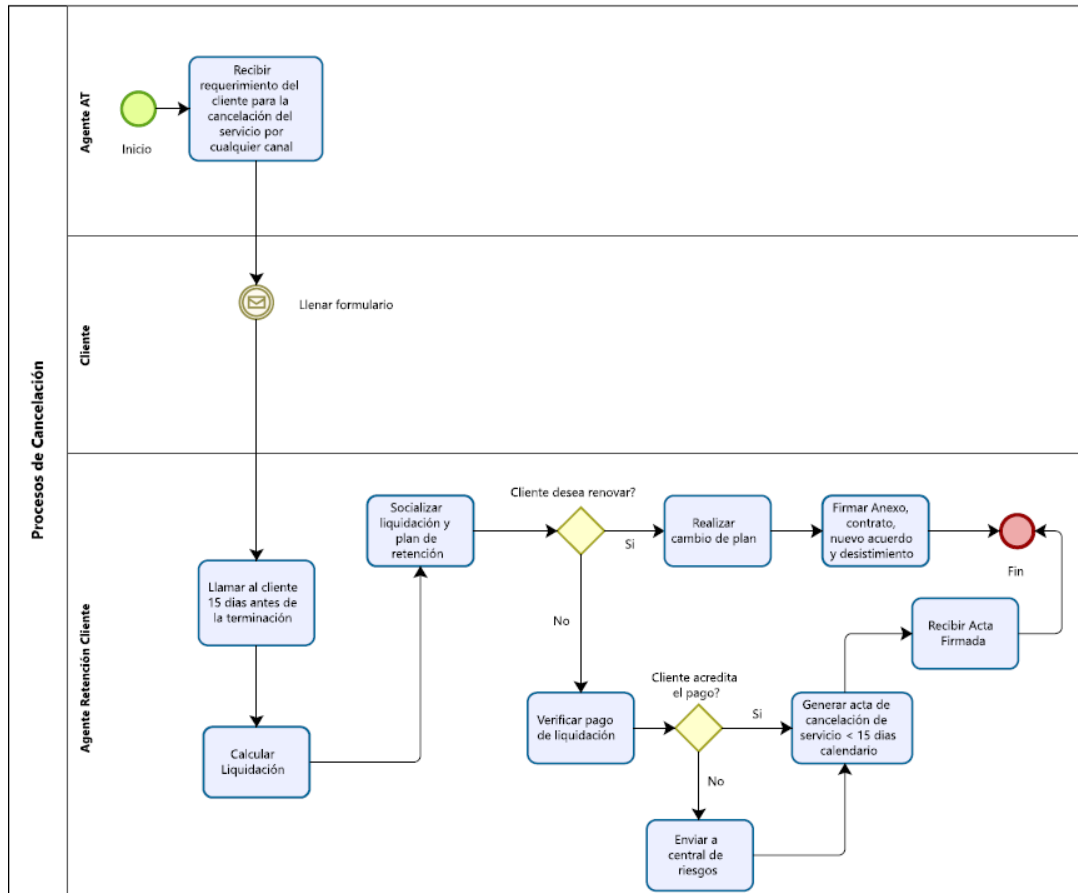 Procesos de Cancelación
Agente AT
Inicio
Recibir
requerimiento del
cliente para la
cancelación del
servicio por
cualquier canal
Cliente
Llenar formulario
Agente Retención Cliente
Llamar al cliente
15 dias antes de
la terminación
Calcular
Liquidación
Socializar
liquidación y
plan de
retención
Cliente desea renovar?
Si
No
Realizar
cambio de plan
Firmar Anexo,
contrato,
nuevo acuerdo
y desistimiento
Fin
Verificar pago
de liquidación
Cliente acredita
el pago?
Si
No
Generar acta de
cancelación de
servicio < 15 dias
calendario
Recibir Acta
Firmada
Enviar a
central de
riesgos